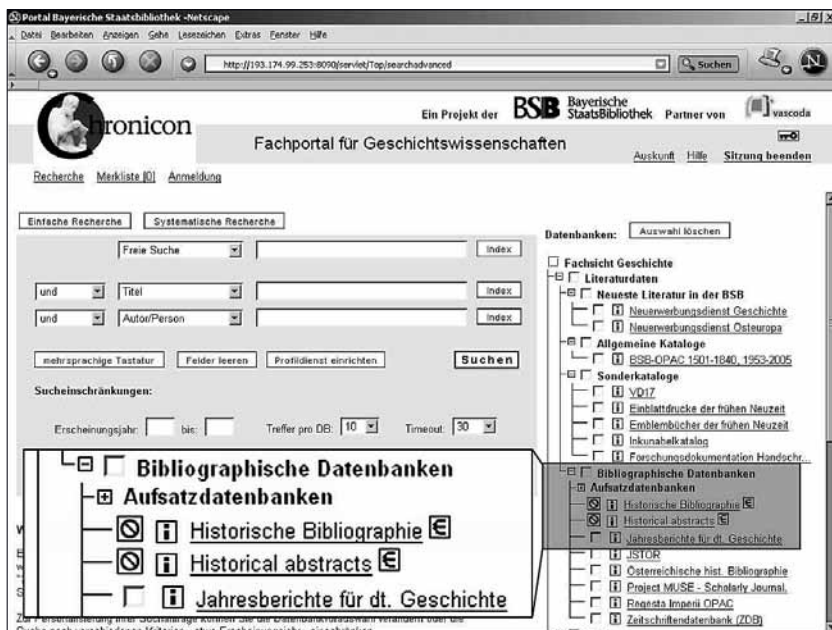 Portal Bayerische Staatsbibliothek -Netscape
Datei Bearbeiten Anzeigen Gehe Lesezeichen Extras Fenster Hilfe
http://193.174.99.253:8090/servlet/Top/searchadvanced
Suchen
Chronicon
Ein Projekt der BSB Bayerische StaatsBibliothek Partner von vascoda
Fachportal für Geschichtswissenschaften
Auskunft Hilfe Sitzung beenden
Recherche Merkliste [0] Anmeldung
Einfache Recherche Systematische Recherche
Freie Suche Index
und Titel Index
und Autor/Person Index
mehrsprachige Tastatur Felder leeren Profildienst einrichten Suchen
Sucheinschränkungen:
Erscheinungsjahr: bis: Treffer pro DB: 10 Timeout: 30
Datenbanken: Auswahl löschen
Fachsicht Geschichte
Literaturdaten
Neueste Literatur in der BSB
Neuerwerbungsdienst Geschichte
Neuerwerbungsdienst Osteuropa
Allgemeine Kataloge
BSB-OPAC 1501-1840, 1953-2005
Sonderkataloge
VD17
Einblattdrucke der frühen Neuzeit
Emblembücher der frühen Neuzeit
Inkunabelkatalog
Forschungsdokumentation Handschr...
Bibliographische Datenbanken
Aufsatzdatenbanken
Historische Bibliographie €
Historical abstracts €
Jahresberichte für dt. Geschichte
JSTOR
Österreichische hist. Bibliographie
Project MUSE - Scholarly Journal.
Regesta Imperii OPAC
Zeitschriftendatenbank (ZDB)
Bibliographische Datenbanken
Aufsatzdatenbanken
Historische Bibliographie €
Historical abstracts €
Jahresberichte für dt. Geschichte